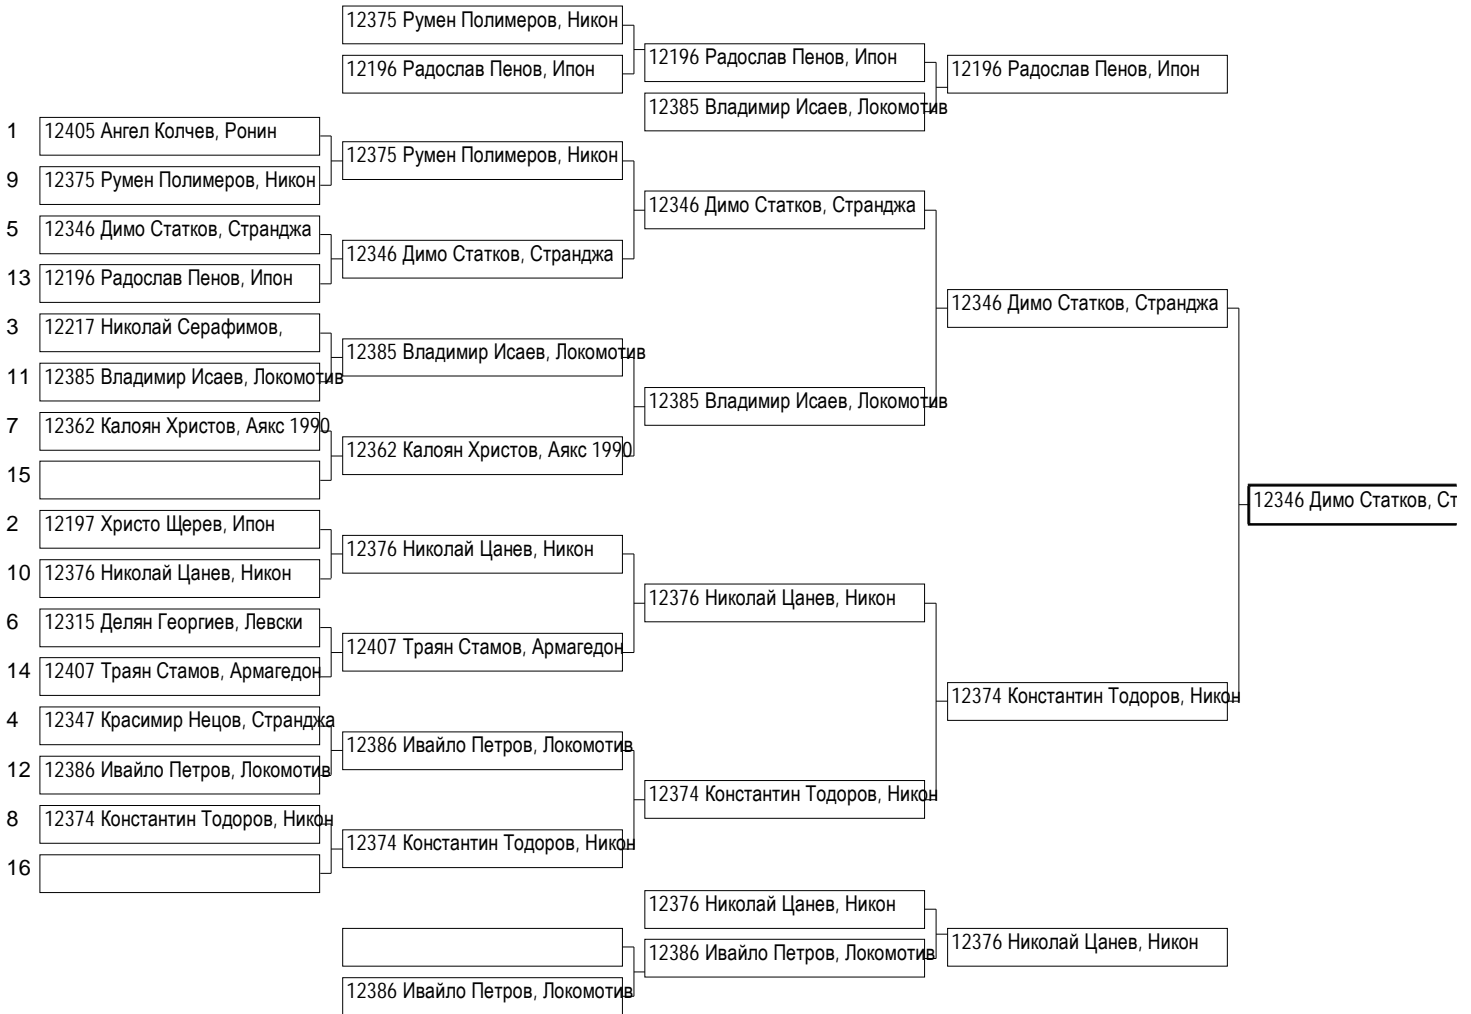 12375 Румен Полимеров, Никон
12196 Радослав Пенов, Ипон
12196 Радослав Пенов, Ипон
12196 Радослав Пенов, Ипон
12385 Владимир Исаев, Локомотив
1 12405 Ангел Колчев, Ронин
12375 Румен Полимеров, Никон
9 12375 Румен Полимеров, Никон
12346 Димо Статков, Странджа
5 12346 Димо Статков, Странджа
12346 Димо Статков, Странджа
13 12196 Радослав Пенов, Ипон
12346 Димо Статков, Странджа
3 12217 Николай Серафимов,
12385 Владимир Исаев, Локомотив
11 12385 Владимир Исаев, Локомотив
12385 Владимир Исаев, Локомотив
7 12362 Калоян Христов, Аякс 1990
12362 Калоян Христов, Аякс 1990
15
12346 Димо Статков, Ст
2 12197 Христо Щерев, Ипон
12376 Николай Цанев, Никон
10 12376 Николай Цанев, Никон
12376 Николай Цанев, Никон
6 12315 Делян Георгиев, Левски
12407 Траян Стамов, Армагедон
14 12407 Траян Стамов, Армагедон
12374 Константин Тодоров, Никон
4 12347 Красимир Нецов, Странджа
12386 Ивайло Петров, Локомотив
12 12386 Ивайло Петров, Локомотив
12374 Константин Тодоров, Никон
8 12374 Константин Тодоров, Никон
12374 Константин Тодоров, Никон
16
12376 Николай Цанев, Никон
12376 Николай Цанев, Никон
12386 Ивайло Петров, Локомотив
12386 Ивайло Петров, Локомотив